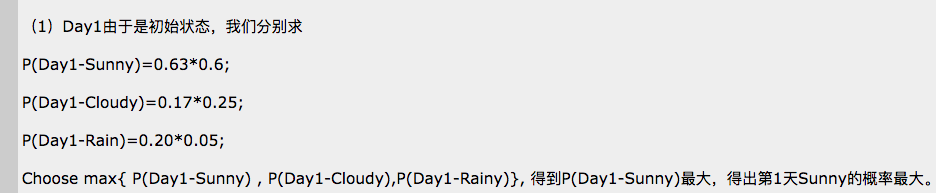 （1）Day1由于是初始状态，我们分别求
P(Day1-Sunny)=0.63*0.6;
P(Day1-Cloudy)=0.17*0.25;
P(Day1-Rain)=0.20*0.05;
Choose max{ P(Day1-Sunny) , P(Day1-Cloudy),P(Day1-Rainy)}, 得到P(Day1-Sunny)最大，得出第1天Sunny的概率最大。